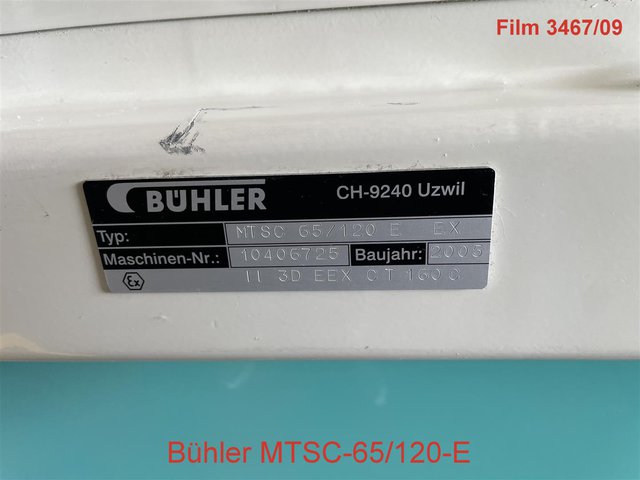 Film 3467/09
BÜHLER
CH-9240 Uzwil
Typ: MTSC 65/120 E EX
Maschinen-Nr.: 10406725 Baujahr: 2005
Ex II 3D EEX C T 160 C
Bühler MTSC-65/120-E